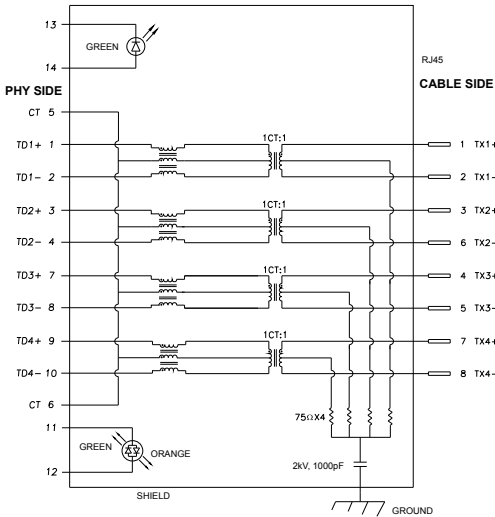 13
GREEN
14
RJ45
PHY SIDE
CABLE SIDE
CT 5
1CT:1
TD1+ 1
1 TX1+
TD1- 2
2 TX1-
1CT:1
TD2+ 3
3 TX2+
TD2- 4
6 TX2-
1CT:1
TD3+ 7
4 TX3+
TD3- 8
5 TX3-
1CT:1
TD4+ 9
7 TX4+
TD4- 10
8 TX4-
CT 6
75ΩX4
11
GREEN
ORANGE
2kV, 1000pF
12
SHIELD
GROUND